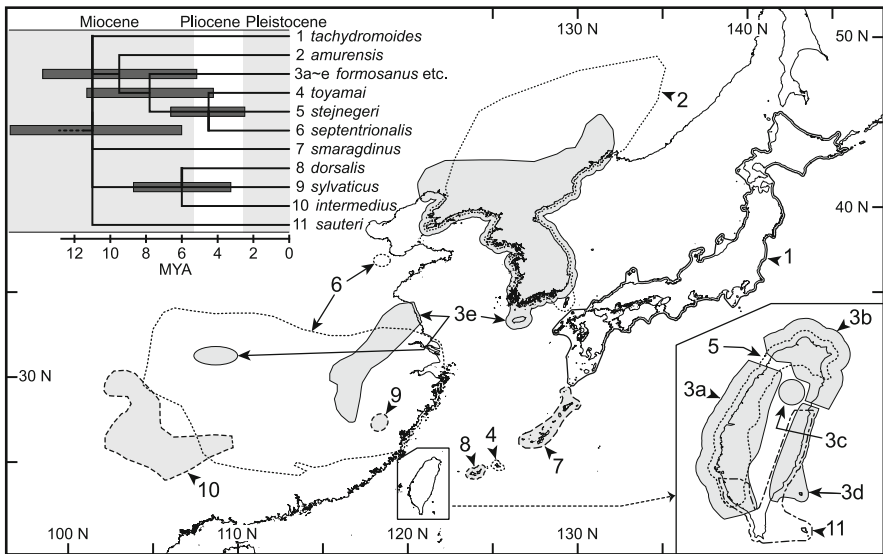 Miocene Pliocene Pleistocene
1 tachydromoides
2 amurensis
3a~e formosanus etc.
4 toyamai
5 stejnegeri
6 septentrionalis
7 smaragdinus
8 dorsalis
9 sylvaticus
10 intermedius
11 sauteri
12 10 8 6 4 2 0
MYA
130 N 140 N
50 N
40 N
30 N
100 N 110 N 120 N 130 N
2
1
6
3e
9
10
8
4
7
3b
5
3a
3c
3d
11